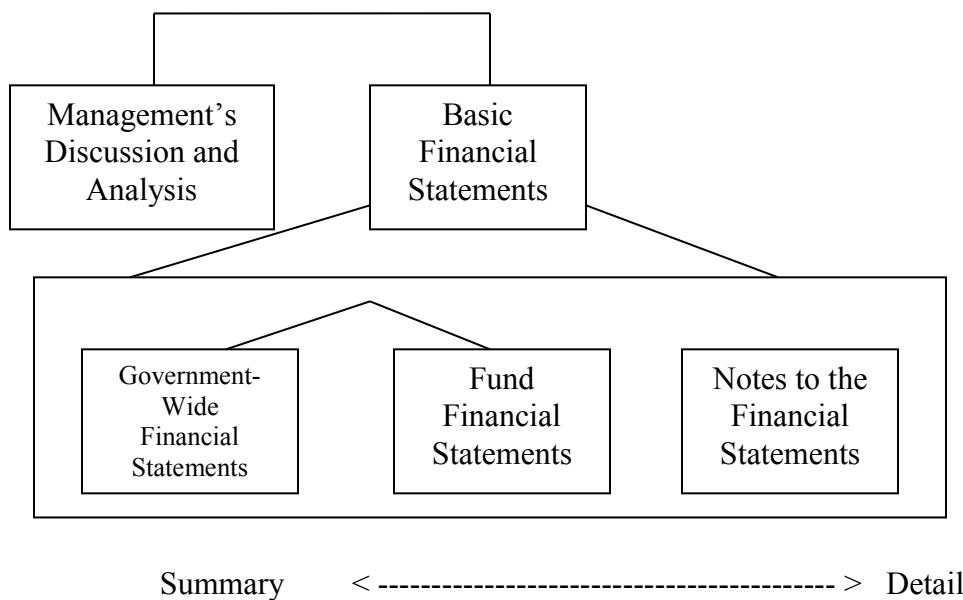 Management’s
Discussion and
Analysis
Basic
Financial
Statements
Government-
Wide
Financial
Statements
Fund
Financial
Statements
Notes to the
Financial
Statements
Summary < ------------------------------------------- > Detail